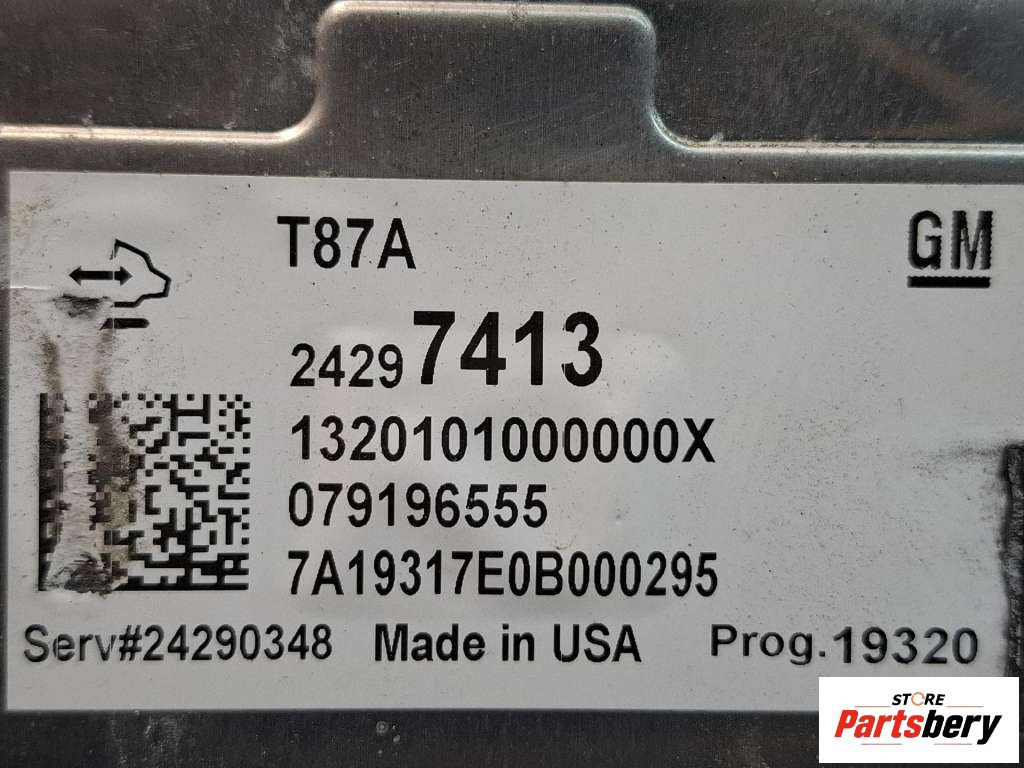 T87A
GM
24297413
1320101000000X
079196555
7A19317E0B000295
Serv#24290348 Made in USA Prog.19320
STORE
Partsbery